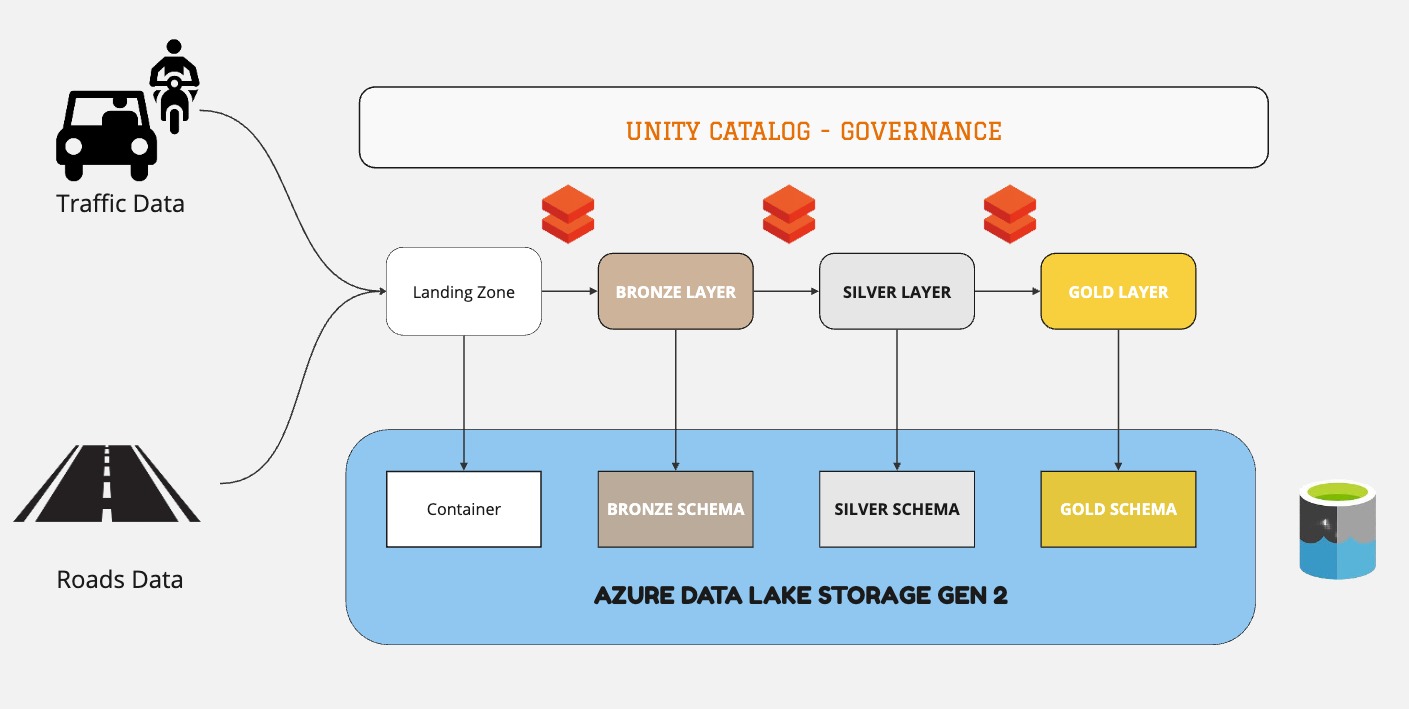 UNITY CATALOG - GOVERNANCE
Traffic Data
Landing Zone
BRONZE LAYER
SILVER LAYER
GOLD LAYER
Container
BRONZE SCHEMA
SILVER SCHEMA
GOLD SCHEMA
Roads Data
AZURE DATA LAKE STORAGE GEN 2